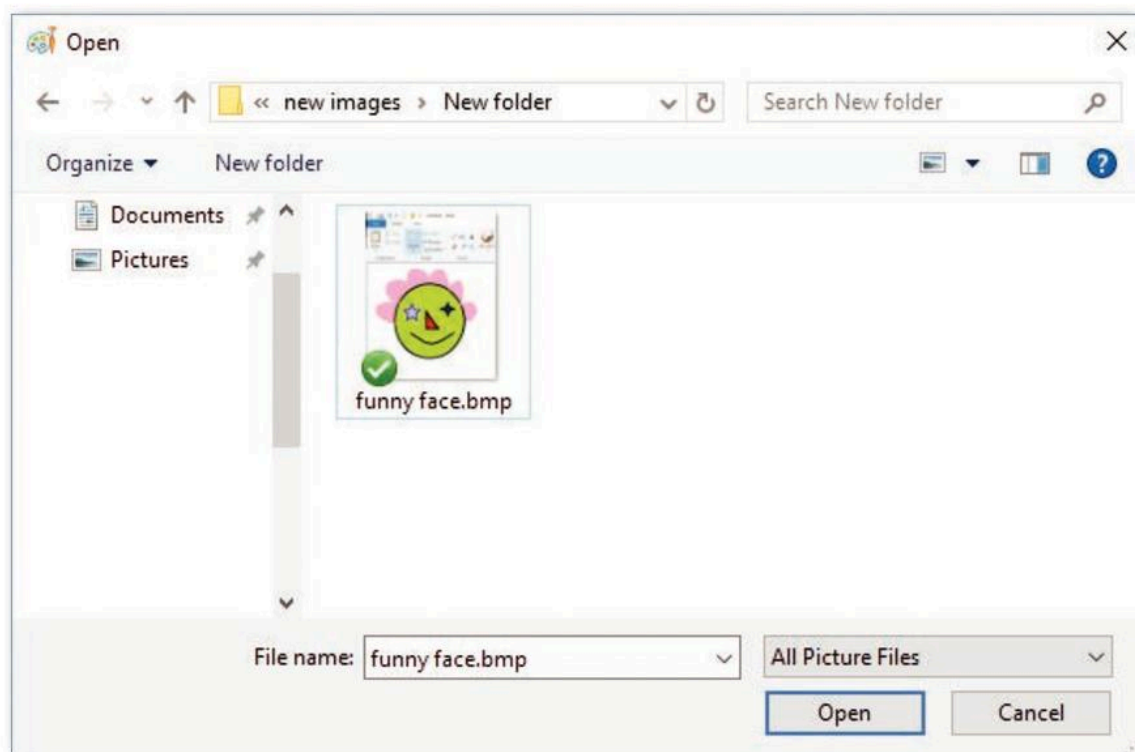 Open
« new images › New folder
Search New folder
Organize
New folder
Documents
Pictures
funny face.bmp
File name: funny face.bmp
All Picture Files
Open
Cancel